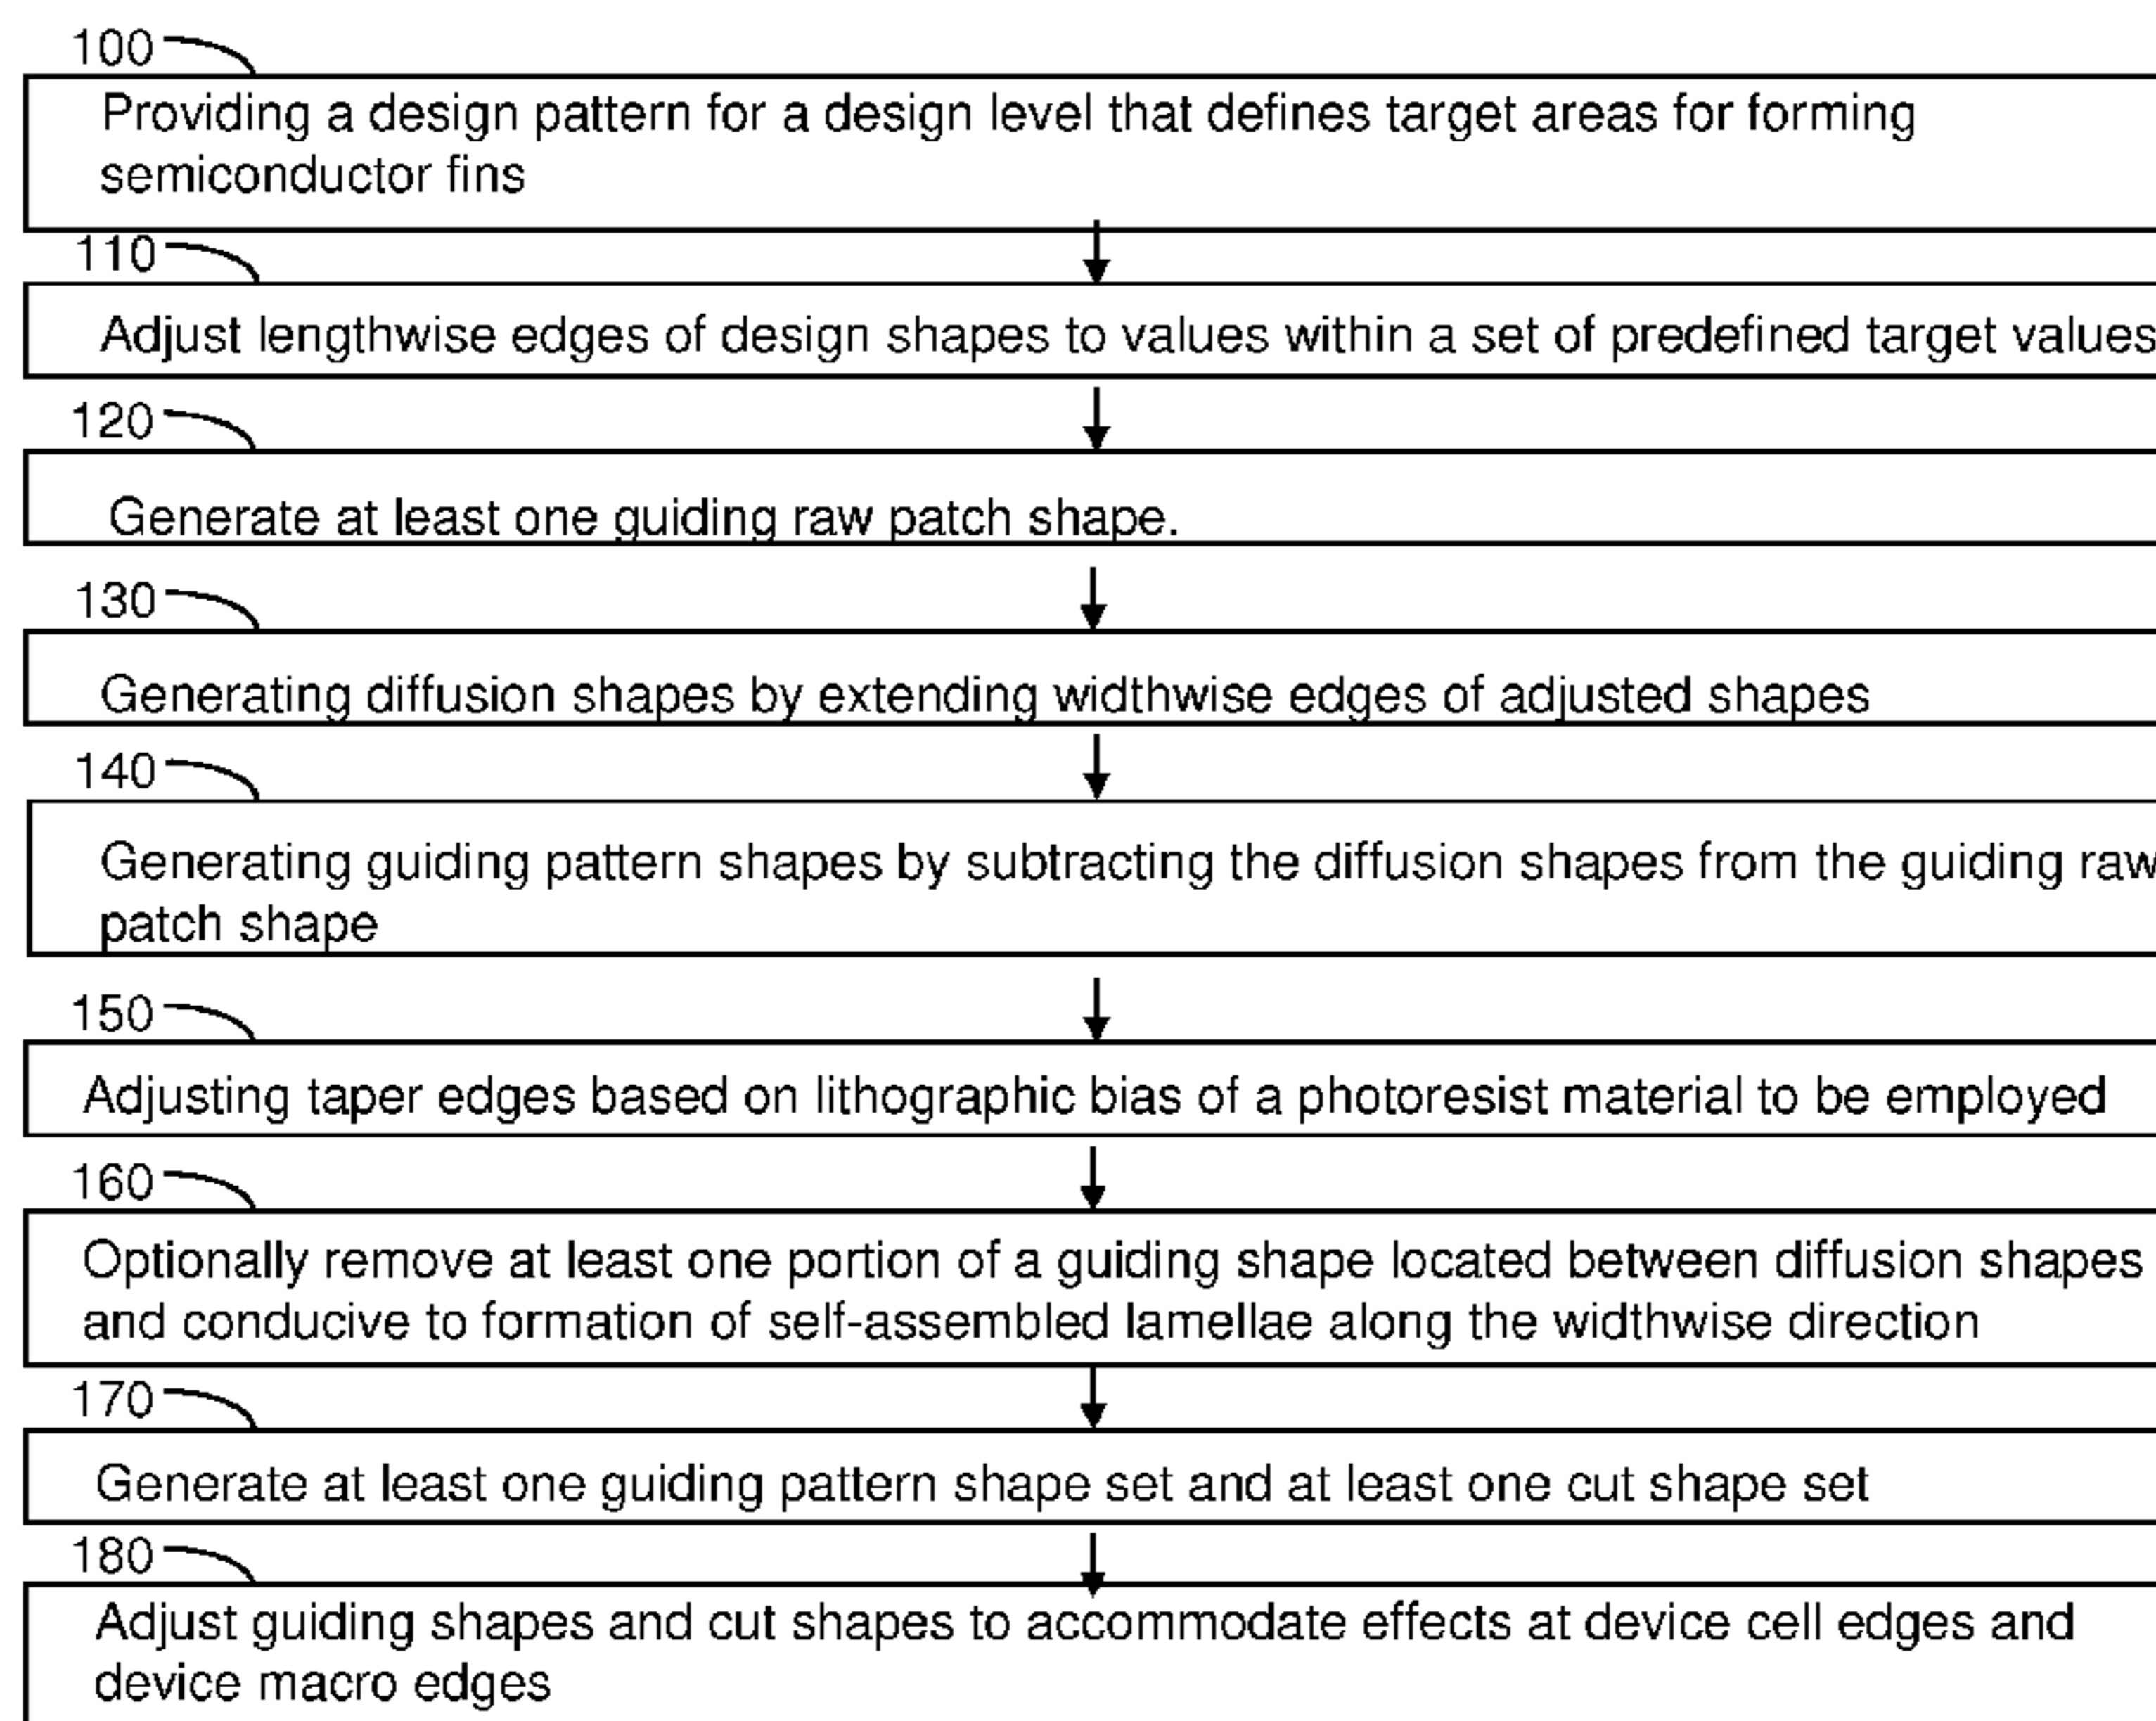 100
Providing a design pattern for a design level that defines target areas for forming
semiconductor fins
110
Adjust lengthwise edges of design shapes to values within a set of predefined target values
120
Generate at least one guiding raw patch shape.
130
Generating diffusion shapes by extending widthwise edges of adjusted shapes
140
Generating guiding pattern shapes by subtracting the diffusion shapes from the guiding raw
patch shape
150
Adjusting taper edges based on lithographic bias of a photoresist material to be employed
160
Optionally remove at least one portion of a guiding shape located between diffusion shapes
and conducive to formation of self-assembled lamellae along the widthwise direction
170
Generate at least one guiding pattern shape set and at least one cut shape set
180
Adjust guiding shapes and cut shapes to accommodate effects at device cell edges and
device macro edges